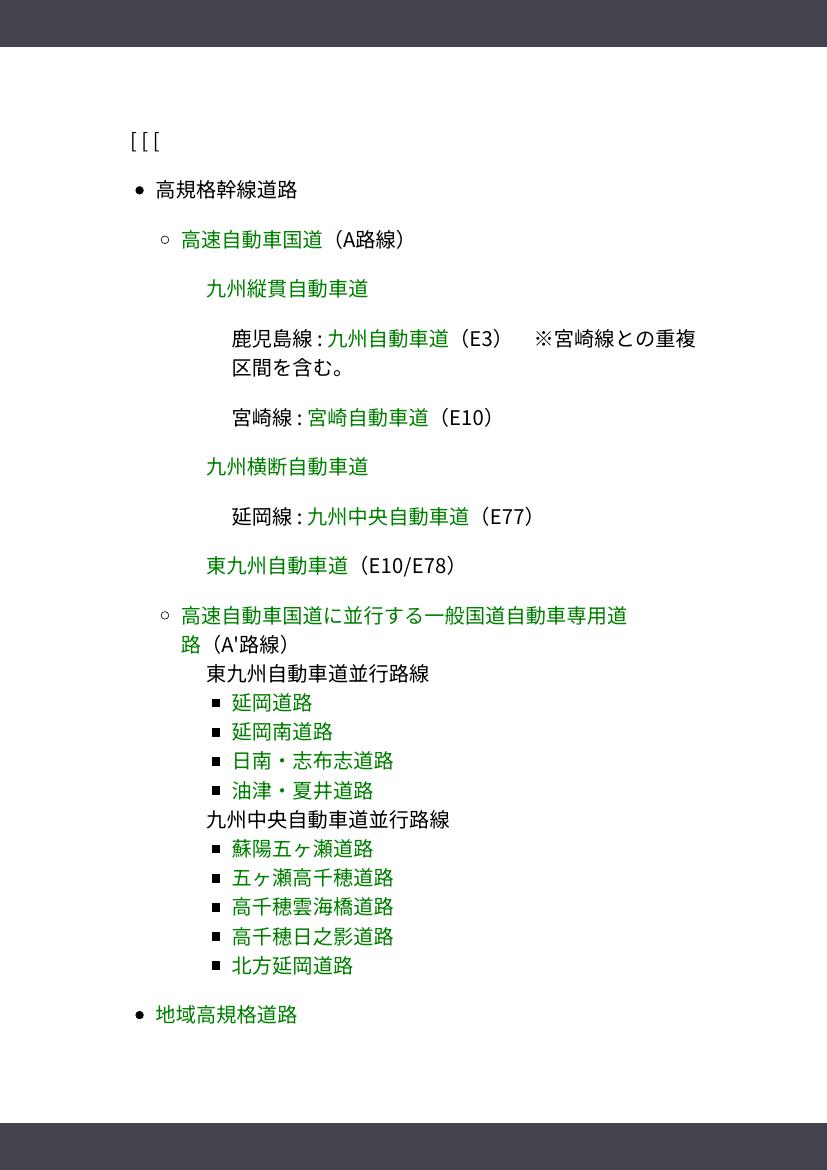 [ [ [
高規格幹線道路
高速自動車国道（A路線）
九州縦貫自動車道
鹿児島線 : 九州自動車道（E3）　※宮崎線との重複
区間を含む。
宮崎線 : 宮崎自動車道（E10）
九州横断自動車道
延岡線 : 九州中央自動車道（E77）
東九州自動車道（E10/E78）
高速自動車国道に並行する一般国道自動車専用道
路（A'路線）
東九州自動車道並行路線
延岡道路
延岡南道路
日南・志布志道路
油津・夏井道路
九州中央自動車道並行路線
蘇陽五ヶ瀬道路
五ヶ瀬高千穂道路
高千穂雲海橋道路
高千穂日之影道路
北方延岡道路
地域高規格道路